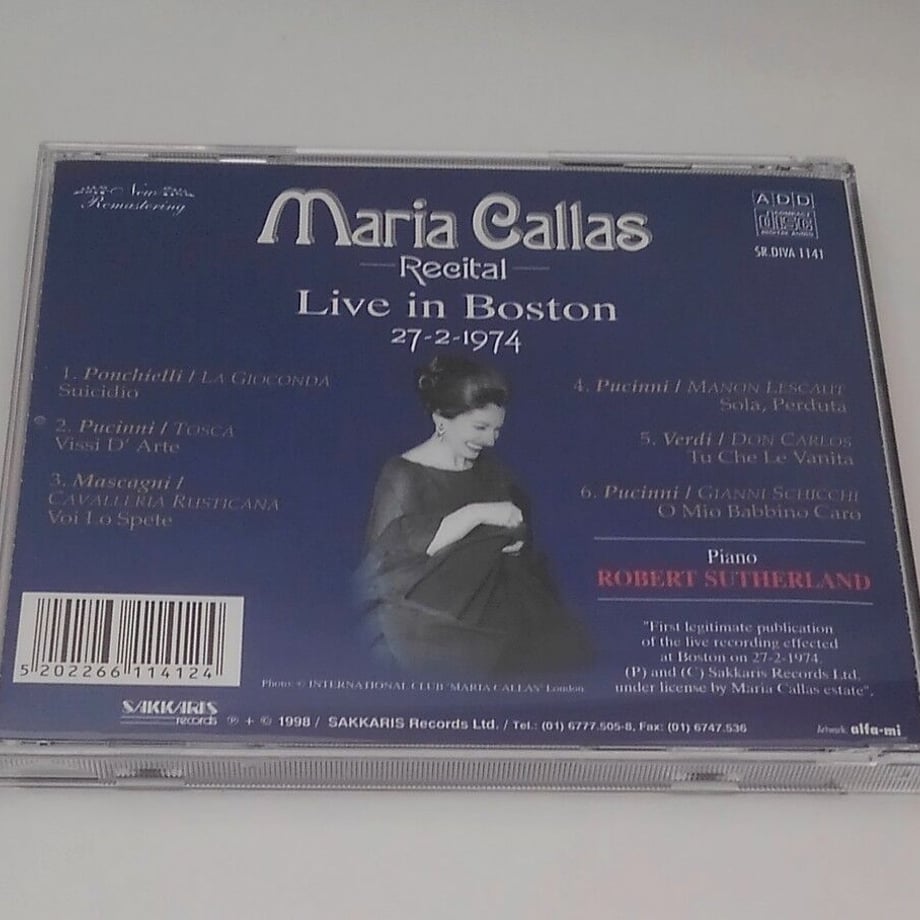 New
Remastering
Maria Callas
Recital
Live in Boston
27-2-1974
ADD
COMPACT
disc
DIGITAL AUDIO
SR.DIVA 1141
1. Ponchielli / LA GIOCONDA
Suicidio
2. Pucinni / TOSCA
Vissi D' Arte
3. Mascagni /
CAVALLERIA RUSTICANA
Voi Lo Spete
4. Pucinni / MANON LESCAUT
Sola, Perduta
5. Verdi / DON CARLOS
Tu Che Le Vanita
6. Pucinni / GIANNI SCHICCHI
O Mio Babbino Caro
Piano
ROBERT SUTHERLAND
"First legitimate publication
of the live recording effected
at Boston on 27-2-1974.
(P) and (C) Sakkaris Records Ltd.
under license by Maria Callas estate".
5 202266 114124
Photo: © INTERNATIONAL CLUB "MARIA CALLAS" London
SAKKARIS
records
℗ + © 1998 / SAKKARIS Records Ltd. / Tel.: (01) 6777.505-8, Fax: (01) 6747.536
Artwork: alfa-mi